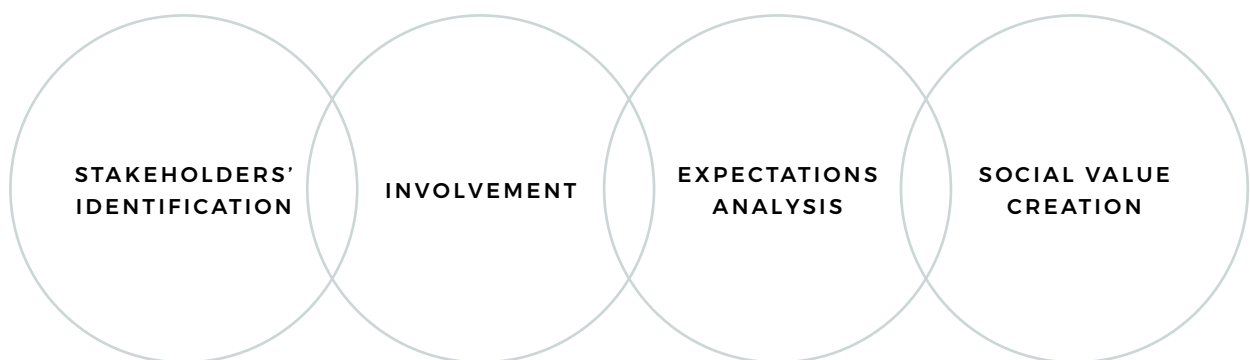 STAKEHOLDERS’
IDENTIFICATION
INVOLVEMENT
EXPECTATIONS
ANALYSIS
SOCIAL VALUE
CREATION